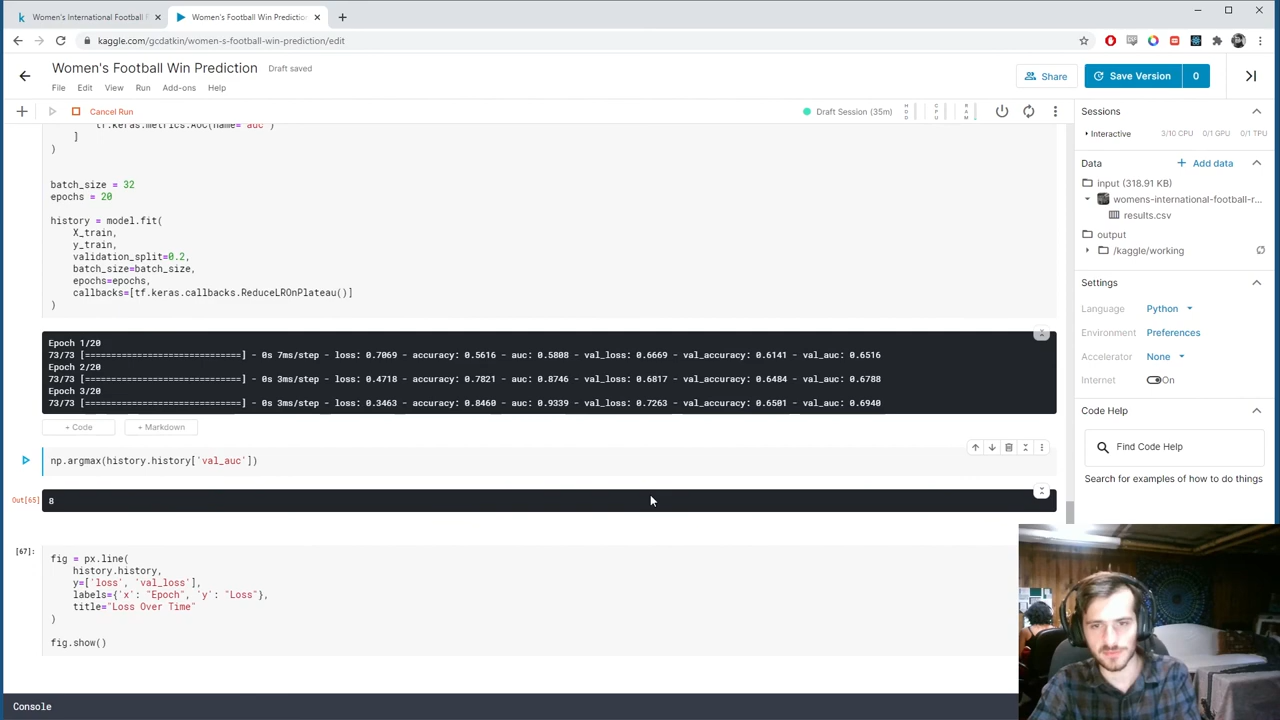 Women's International Football F
Women's Football Win Prediction
kaggle.com/gcdatkin/women-s-football-win-prediction/edit
Women's Football Win Prediction
Draft saved
Share
Save Version
0
File
Edit
View
Run
Add-ons
Help
Cancel Run
Draft Session (35m)
tf.keras.metrics.AUC(name='auc')
]
)
batch_size = 32
epochs = 20
history = model.fit(
X_train,
y_train,
validation_split=0.2,
batch_size=batch_size,
epochs=epochs,
callbacks=[tf.keras.callbacks.ReduceLROnPlateau()]
)
Epoch 1/20
73/73 [==============================] - 0s 7ms/step - loss: 0.7069 - accuracy: 0.5616 - auc: 0.5808 - val_loss: 0.6669 - val_accuracy: 0.6141 - val_auc: 0.6516
Epoch 2/20
73/73 [==============================] - 0s 3ms/step - loss: 0.4718 - accuracy: 0.7821 - auc: 0.8746 - val_loss: 0.6817 - val_accuracy: 0.6484 - val_auc: 0.6788
Epoch 3/20
73/73 [==============================] - 0s 3ms/step - loss: 0.3463 - accuracy: 0.8460 - auc: 0.9339 - val_loss: 0.7263 - val_accuracy: 0.6501 - val_auc: 0.6940
+ Code
+ Markdown
np.argmax(history.history['val_auc'])
Out[65]
8
[67]:
fig = px.line(
history.history,
y=['loss', 'val_loss'],
labels={'x': "Epoch", 'y': "Loss"},
title="Loss Over Time"
)
fig.show()
Console
Sessions
Interactive
3/10 CPU
0/1 GPU
0/1 TPU
Data
+ Add data
input (318.91 KB)
womens-international-football-r...
results.csv
output
/kaggle/working
Settings
Language
Python
Environment
Preferences
Accelerator
None
Internet
On
Code Help
Find Code Help
Search for examples of how to do things